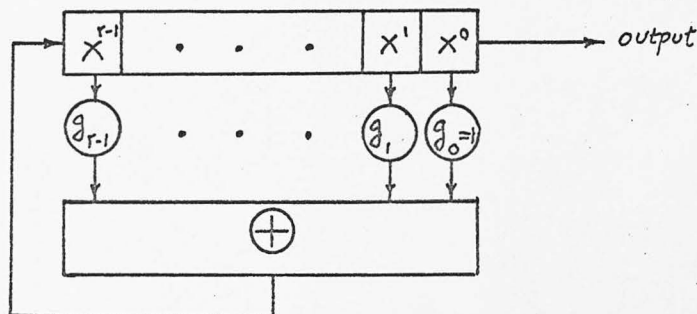 x^{r-1} . . . x^1 x^0 output
g_{r-1} . . . g_1 g_0=1
⊕